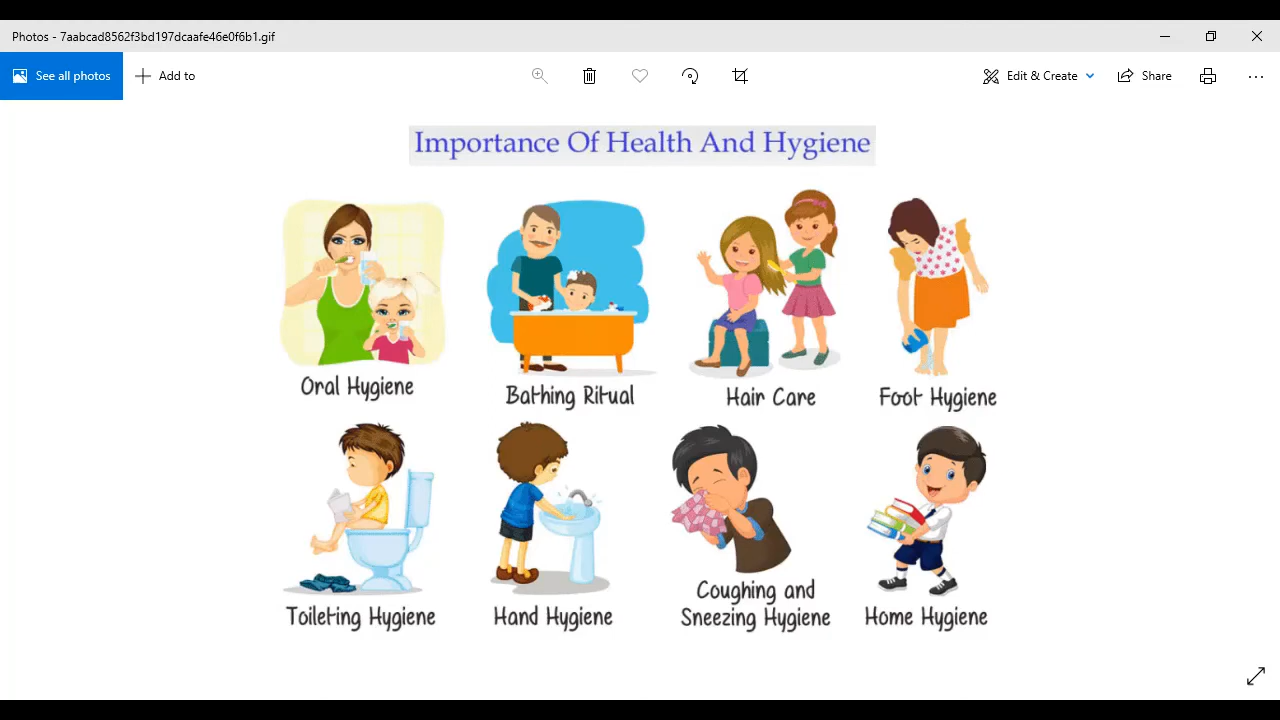 Photos - 7aabcad8562f3bd197dcaafe46e0f6b1.gif
See all photos
Add to
Edit & Create
Share
Importance Of Health And Hygiene
Oral Hygiene
Bathing Ritual
Hair Care
Foot Hygiene
Toileting Hygiene
Hand Hygiene
Coughing and
Sneezing Hygiene
Home Hygiene